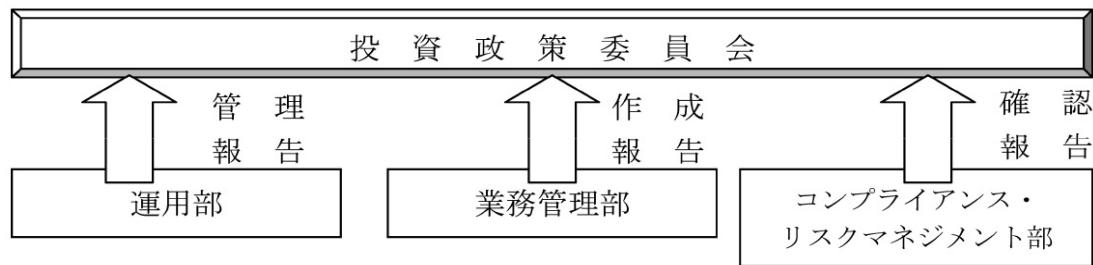 投資政策委員会
管理
報告
作成
報告
確認
報告
運用部
業務管理部
コンプライアンス・
リスクマネジメント部